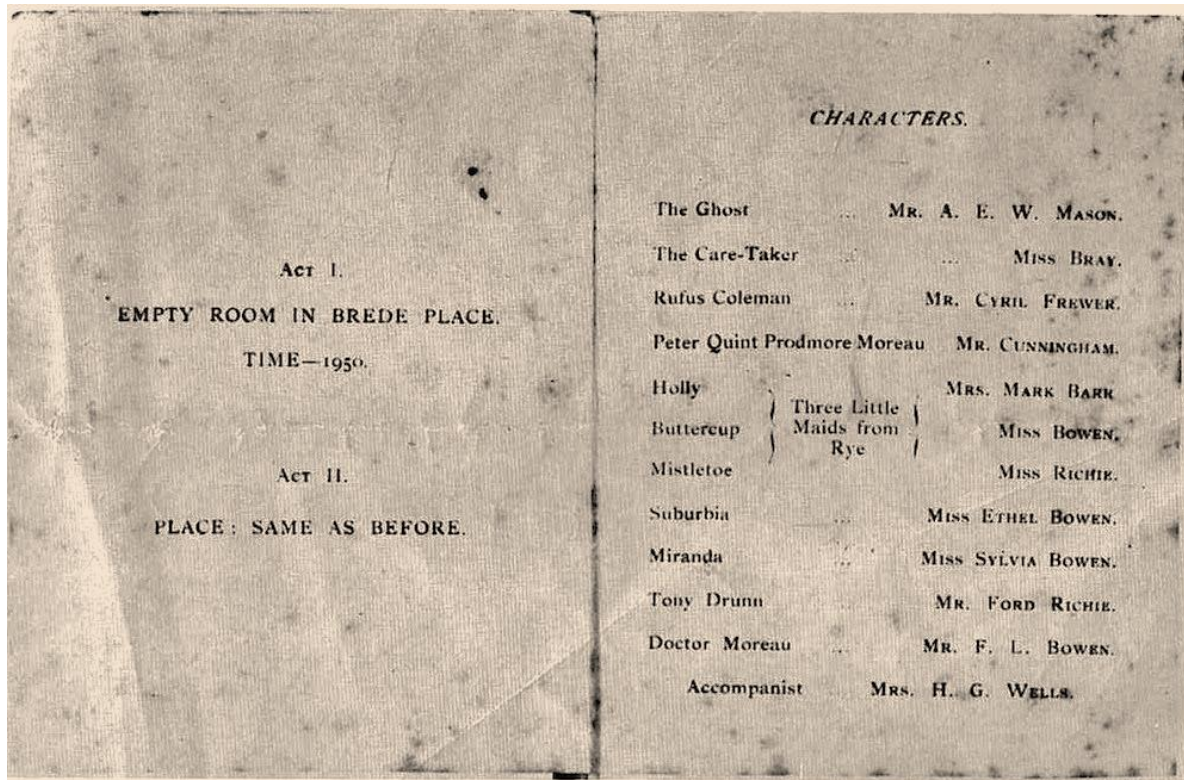 Act I.
EMPTY ROOM IN BREDE PLACE.
TIME—1950.
Act II.
PLACE: SAME AS BEFORE.
CHARACTERS.
The Ghost ... Mr. A. E. W. Mason.
The Care-Taker ... ... Miss Bray.
Rufus Coleman ... Mr. Cyril Frewer.
Peter Quint Prodmore Moreau Mr. Cunningham.
Holly Mrs. Mark Barr
Three Little
Buttercup Maids from Miss Bowen.
Rye
Mistletoe Miss Richie.
Suburbia ... Miss Ethel Bowen.
Miranda ... Miss Sylvia Bowen.
Tony Drunn ... Mr. Ford Richie.
Doctor Moreau ... Mr. F. L. Bowen.
Accompanist ... Mrs. H. G. Wells.